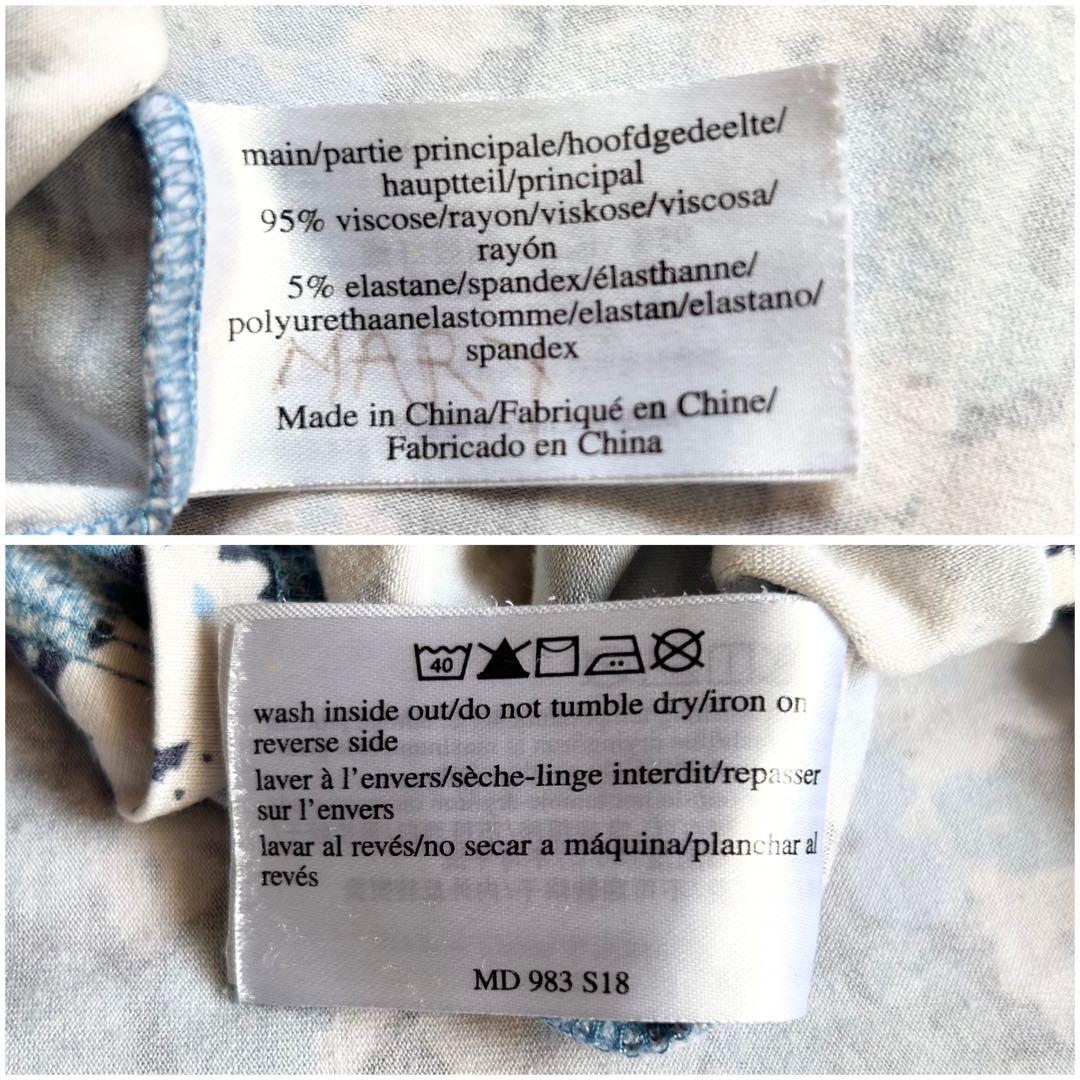 main/partie principale/hoofdgedeelte/
hauptteil/principal
95% viscose/rayon/viskose/viscosa/
rayón
5% elastane/spandex/élasthanne/
polyurethaanelastomme/elastan/elastano/
spandex
MARY
Made in China/Fabriqué en Chine/
Fabricado en China
40
wash inside out/do not tumble dry/iron on
reverse side
laver à l'envers/sèche-linge interdit/repasser
sur l'envers
lavar al revés/no secar a máquina/planchar al
revés
MD 983 S18